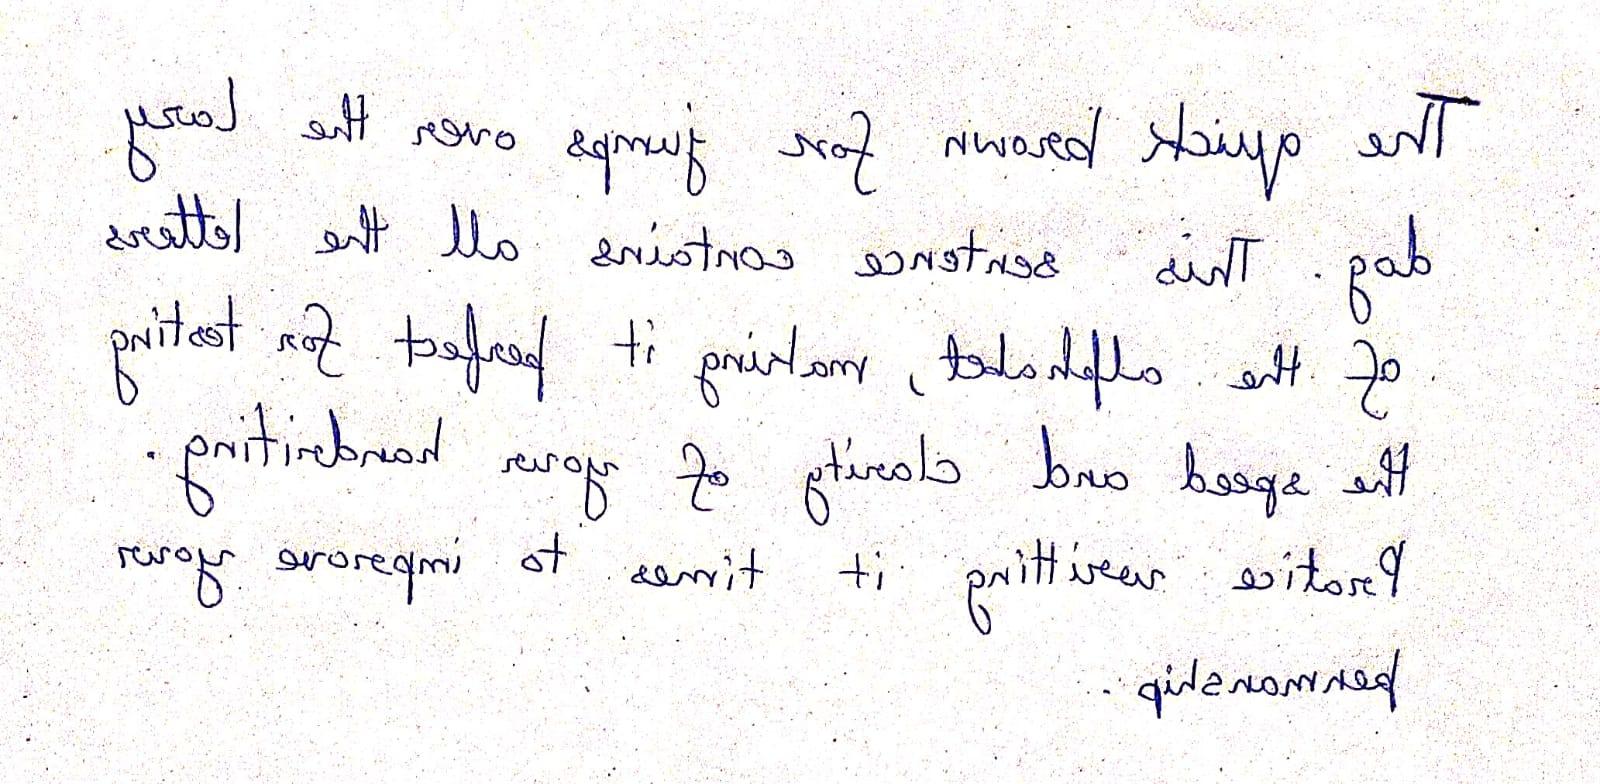 The quick brown fox jumps over the lazy
dog. This sentence contains all the letters
of the alphabet, making it perfect for testing
the speed and clarity of your handwriting.
Practice writting it times to improve your
penmanship.